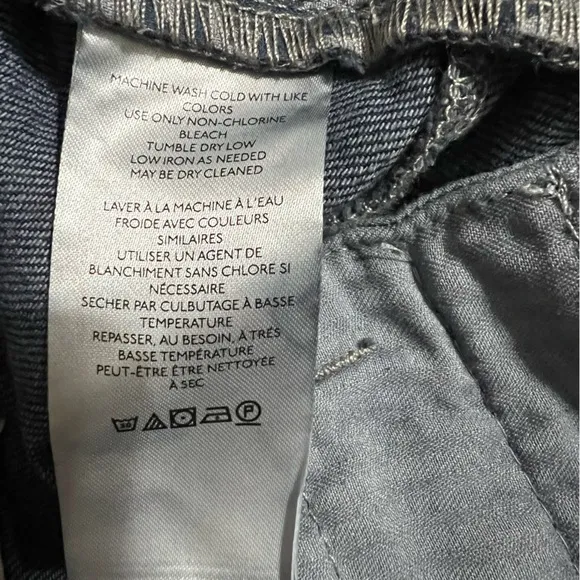 MACHINE WASH COLD WITH LIKE
COLORS
USE ONLY NON-CHLORINE
BLEACH
TUMBLE DRY LOW
LOW IRON AS NEEDED
MAY BE DRY CLEANED
LAVER À LA MACHINE À L'EAU
FROIDE AVEC COULEURS
SIMILAIRES
UTILISER UN AGENT DE
BLANCHIMENT SANS CHLORE SI
NÉCESSAIRE
SECHER PAR CULBUTAGE À BASSE
TEMPERATURE
REPASSER, AU BESOIN, À TRÉS
BASSE TEMPÉRATURE
PEUT-ÊTRE ÊTRE NETTOYÉE
À SEC
30 P